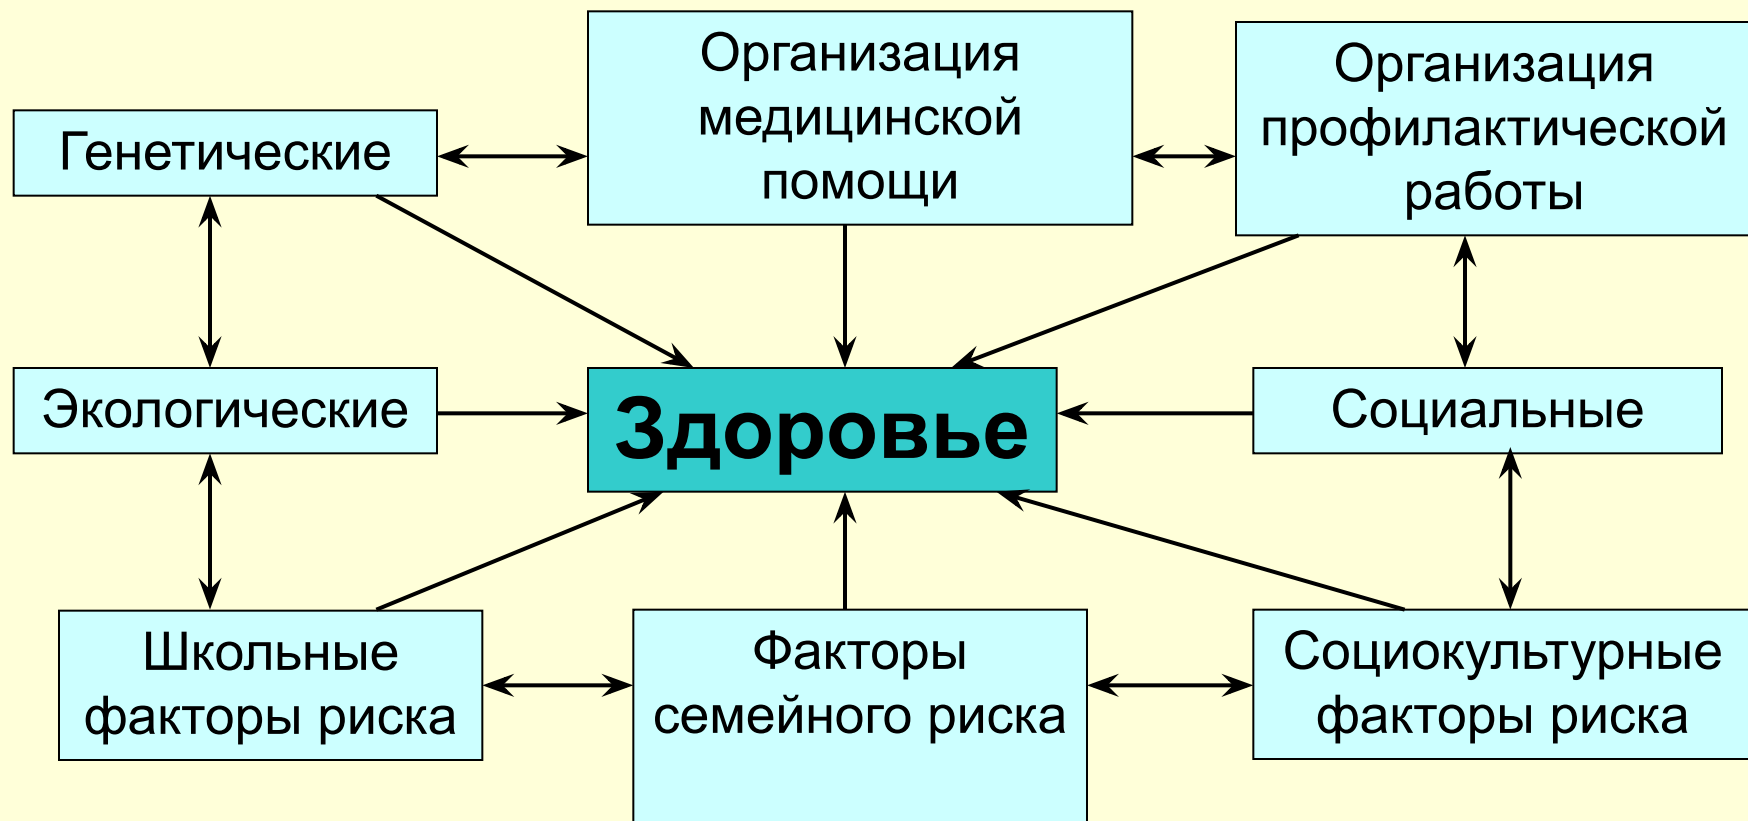 Организация
медицинской
помощи
Организация
профилактической
работы
Генетические
Экологические
Здоровье
Социальные
Школьные
факторы риска
Факторы
семейного риска
Социокультурные
факторы риска